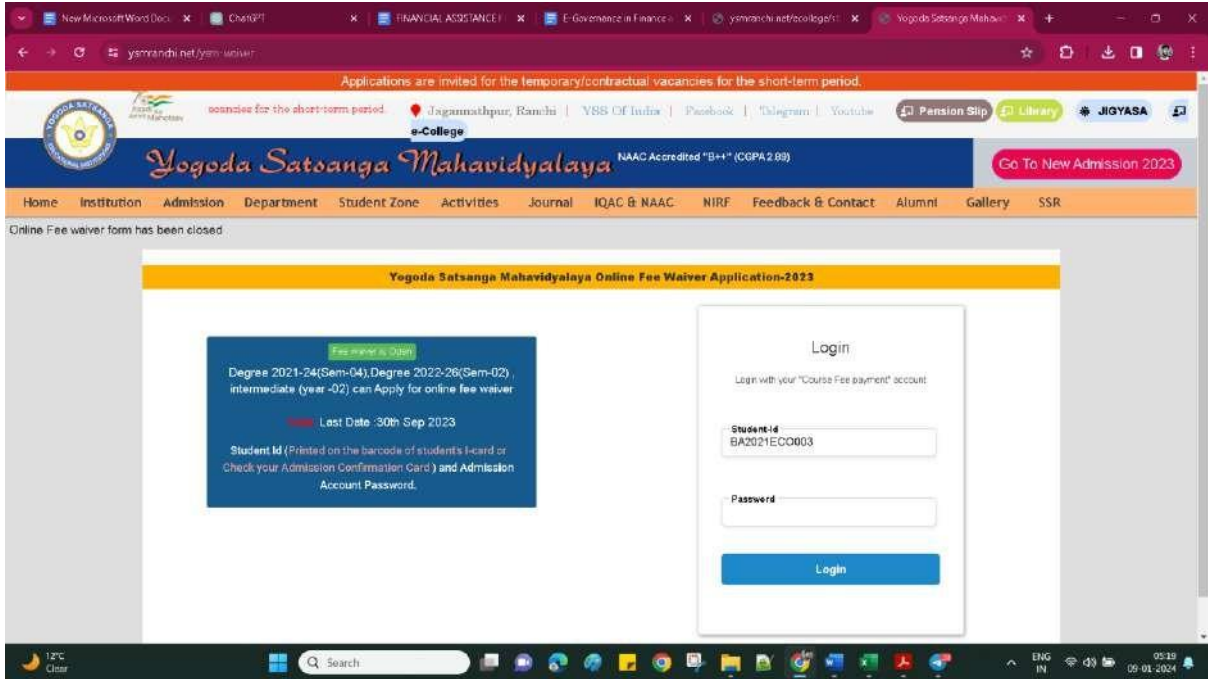 New Microsoft Word Docu
ChatGPT
FINANCIAL ASSISTANCE F
E-Governance in Finance a
ysmranchi.net/ecollege/
Yogoda Satsanga Mahavi
ysmranchi.net/ysm-waiver
Applications are invited for the temporary/contractual vacancies for the short-term period.
for the short-term period.
Jagannathpur, Ranchi | YSS Of India | Facebook | Telegram | Youtube
Pension Slip
Library
JIGYASA
e-College
Yogoda Satsanga Mahavidyalaya
NAAC Accredited "B++" (CGPA 2.89)
Go To New Admission 2023
Home Institution Admission Department Student Zone Activities Journal IQAC & NAAC NIRF Feedback & Contact Alumni Gallery SSR
Online Fee waiver form has been closed
Yogoda Satsanga Mahavidyalaya Online Fee Waiver Application-2023
Fee waiver is Open
Degree 2021-24(Sem-04),Degree 2022-26(Sem-02) ,
intermediate (year -02) can Apply for online fee waiver
Last Date :30th Sep 2023
Student Id (Printed on the barcode of student's I-card or
Check your Admission Confirmation Card ) and Admission
Account Password.
Login
Login with your "Course Fee payment" account
Student-Id
BA2021ECO003
Password
Login
12°C
Clear
Search
ENG
IN
05:19
09-01-2024